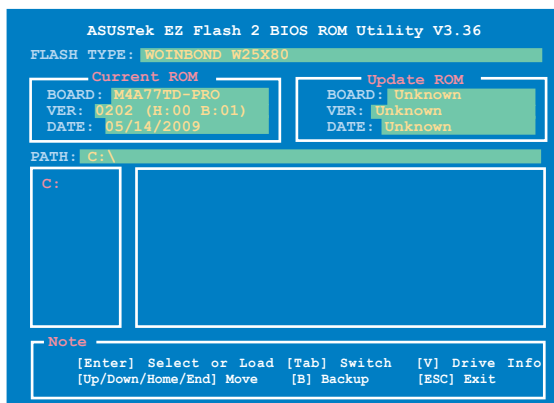 ASUSTek EZ Flash 2 BIOS ROM Utility V3.36
FLASH TYPE: WOINBOND W25X80
Current ROM
BOARD: M4A77TD-PRO
VER: 0202 (H:00 B:01)
DATE: 05/14/2009
Update ROM
BOARD: Unknown
VER: Unknown
DATE: Unknown
PATH: C:\
C:
Note
[Enter] Select or Load [Tab] Switch [V] Drive Info
[Up/Down/Home/End] Move [B] Backup [ESC] Exit